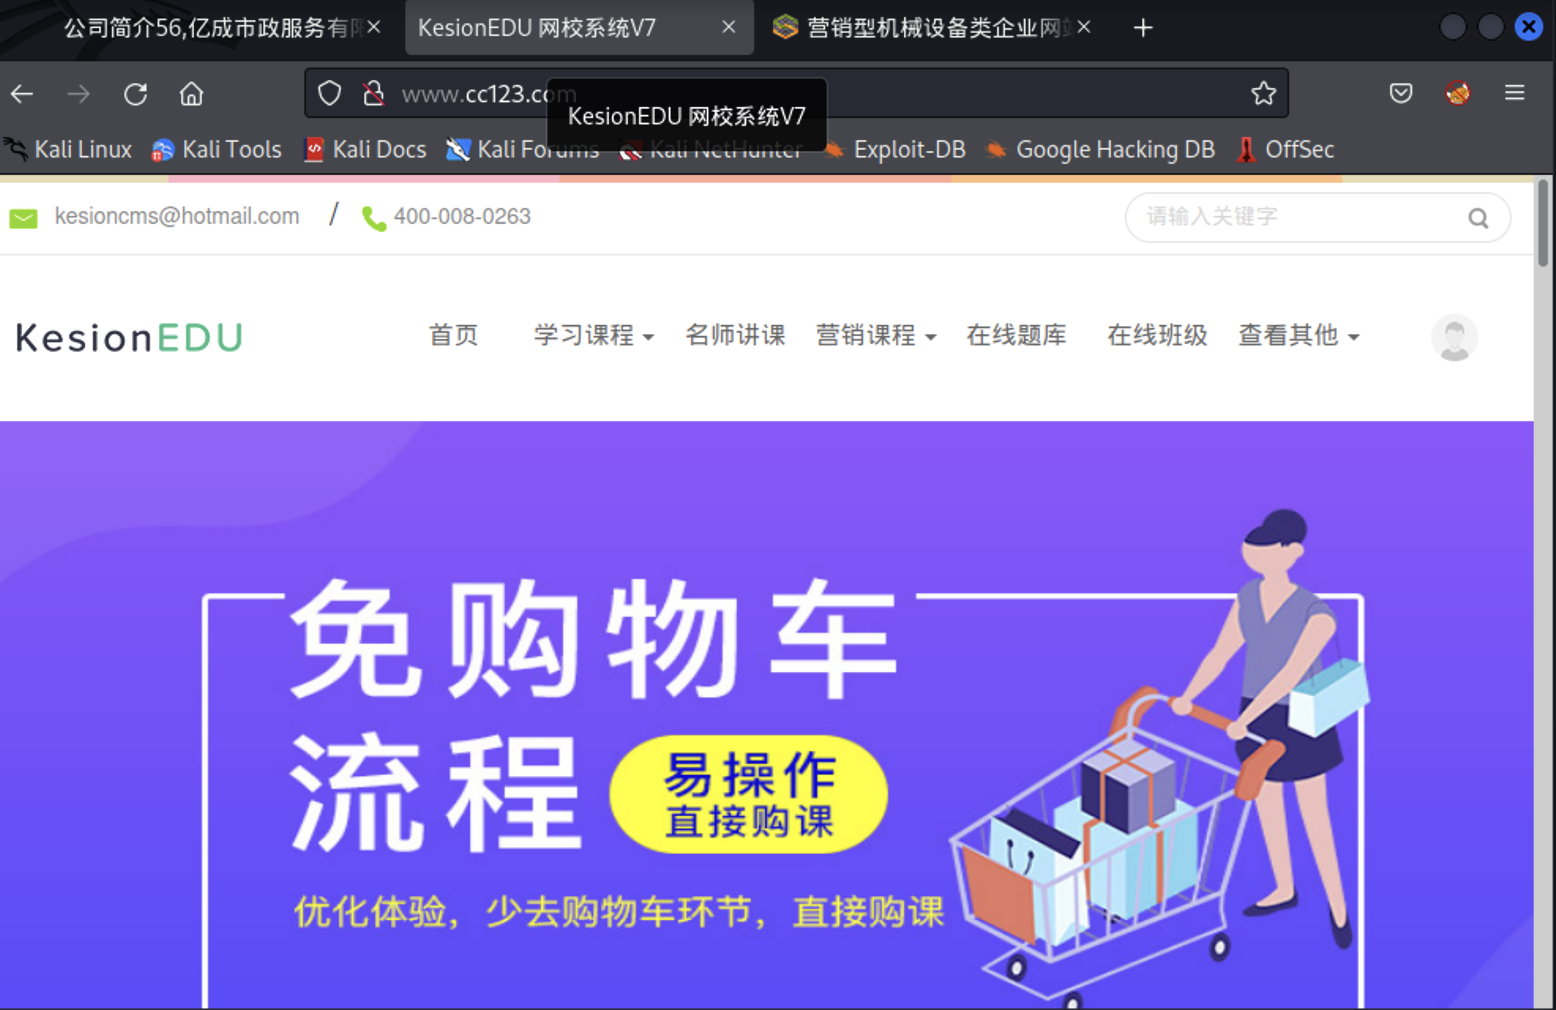 公司简介56,亿成市政服务有限
KesionEDU 网校系统V7
营销型机械设备类企业网站
www.cc123.com
KesionEDU 网校系统V7
Kali Linux
Kali Tools
Kali Docs
Kali Forums
Kali NetHunter
Exploit-DB
Google Hacking DB
OffSec
kesioncms@hotmail.com / 400-008-0263
请输入关键字
KesionEDU
首页
学习课程
名师讲课
营销课程
在线题库
在线班级
查看其他
免购物车
流程
易操作
直接购课
优化体验，少去购物车环节，直接购课